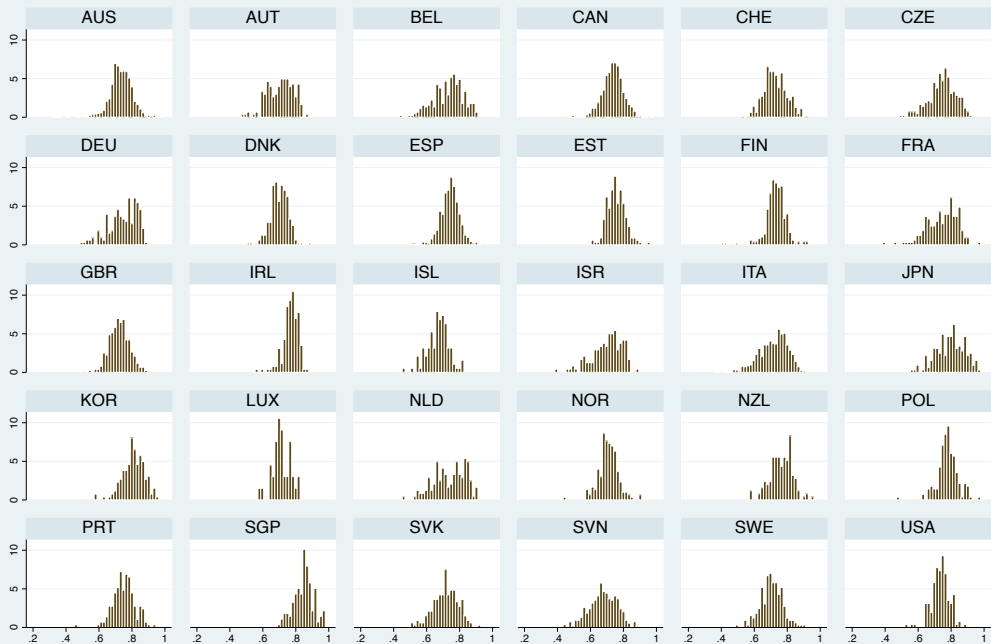 AUS AUT BEL CAN CHE CZE
10
5
0
DEU DNK ESP EST FIN FRA
10
5
0
GBR IRL ISL ISR ITA JPN
10
5
0
KOR LUX NLD NOR NZL POL
10
5
0
PRT SGP SVK SVN SWE USA
10
5
0
.2 .4 .6 .8 1 .2 .4 .6 .8 1 .2 .4 .6 .8 1 .2 .4 .6 .8 1 .2 .4 .6 .8 1 .2 .4 .6 .8 1